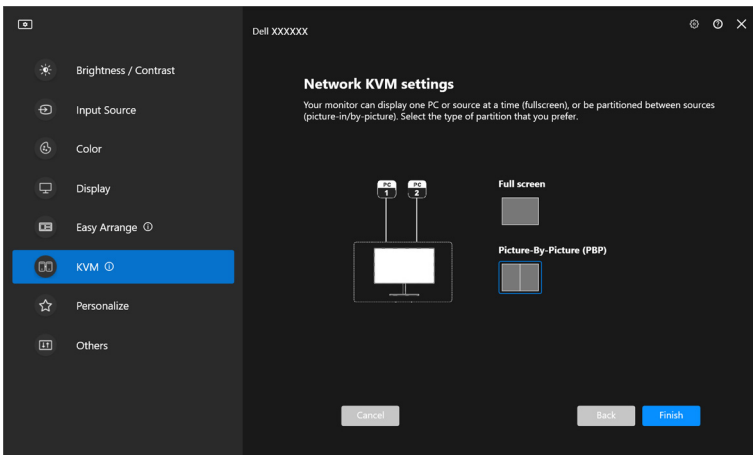 Dell XXXXXX
Brightness / Contrast
Input Source
Color
Display
Easy Arrange
KVM
Personalize
Others
Network KVM settings
Your monitor can display one PC or source at a time (fullscreen), or be partitioned between sources
(picture-in/by-picture). Select the type of partition that you prefer.
PC
1
PC
2
Full screen
Picture-By-Picture (PBP)
Cancel
Back
Finish